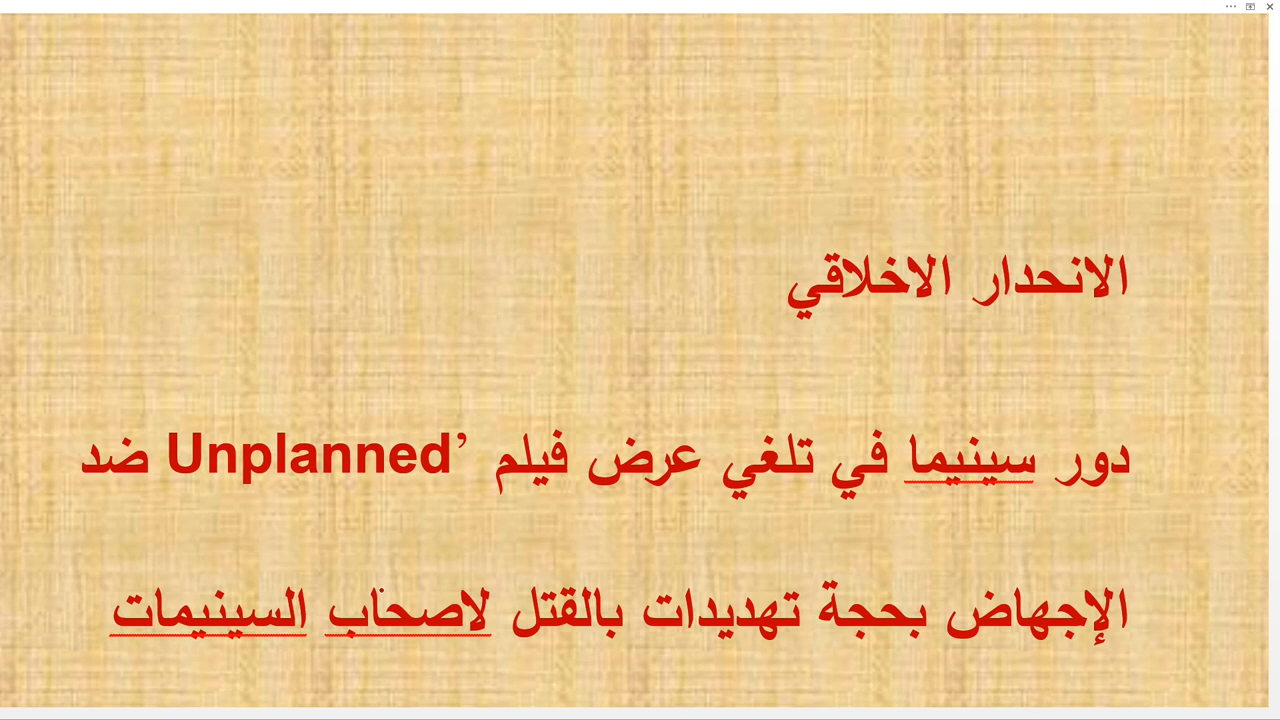 الانحدار الاخلاقي
دور سينيما في تلغي عرض فيلم ’Unplanned ضد
الإجهاض بحجة تهديدات بالقتل لاصحاب السينيمات